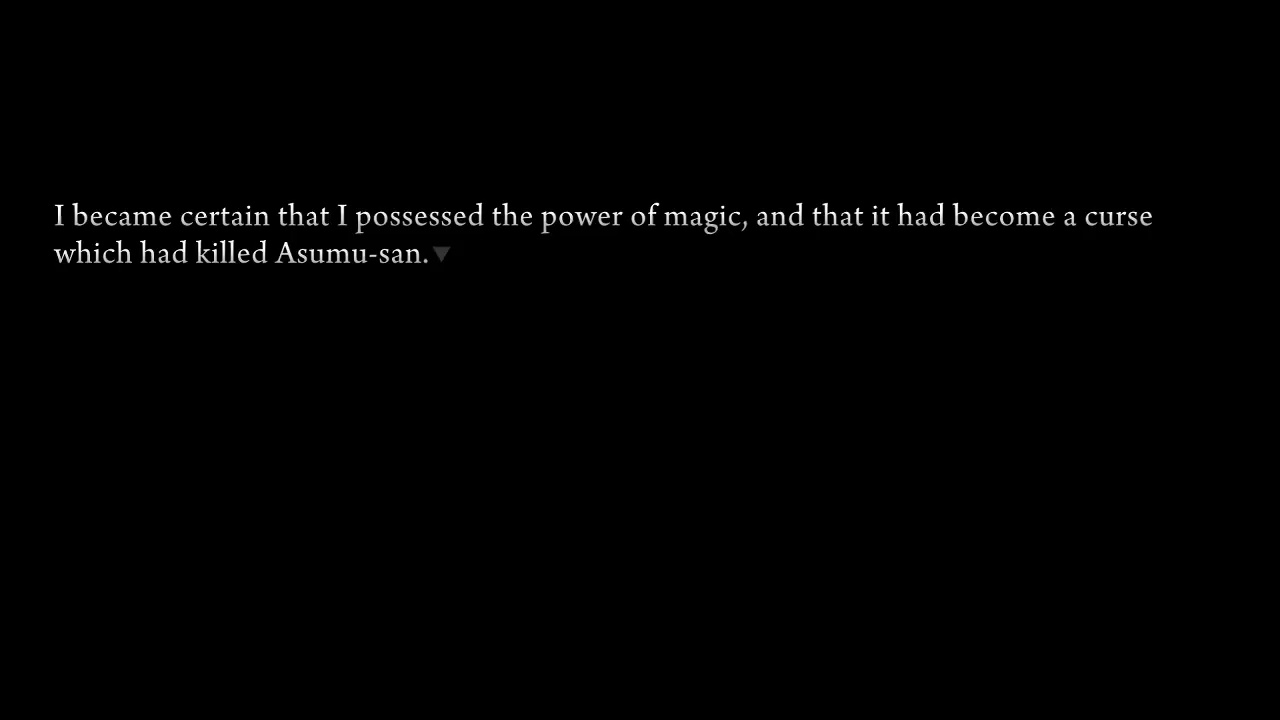 I became certain that I possessed the power of magic, and that it had become a curse
which had killed Asumu-san.